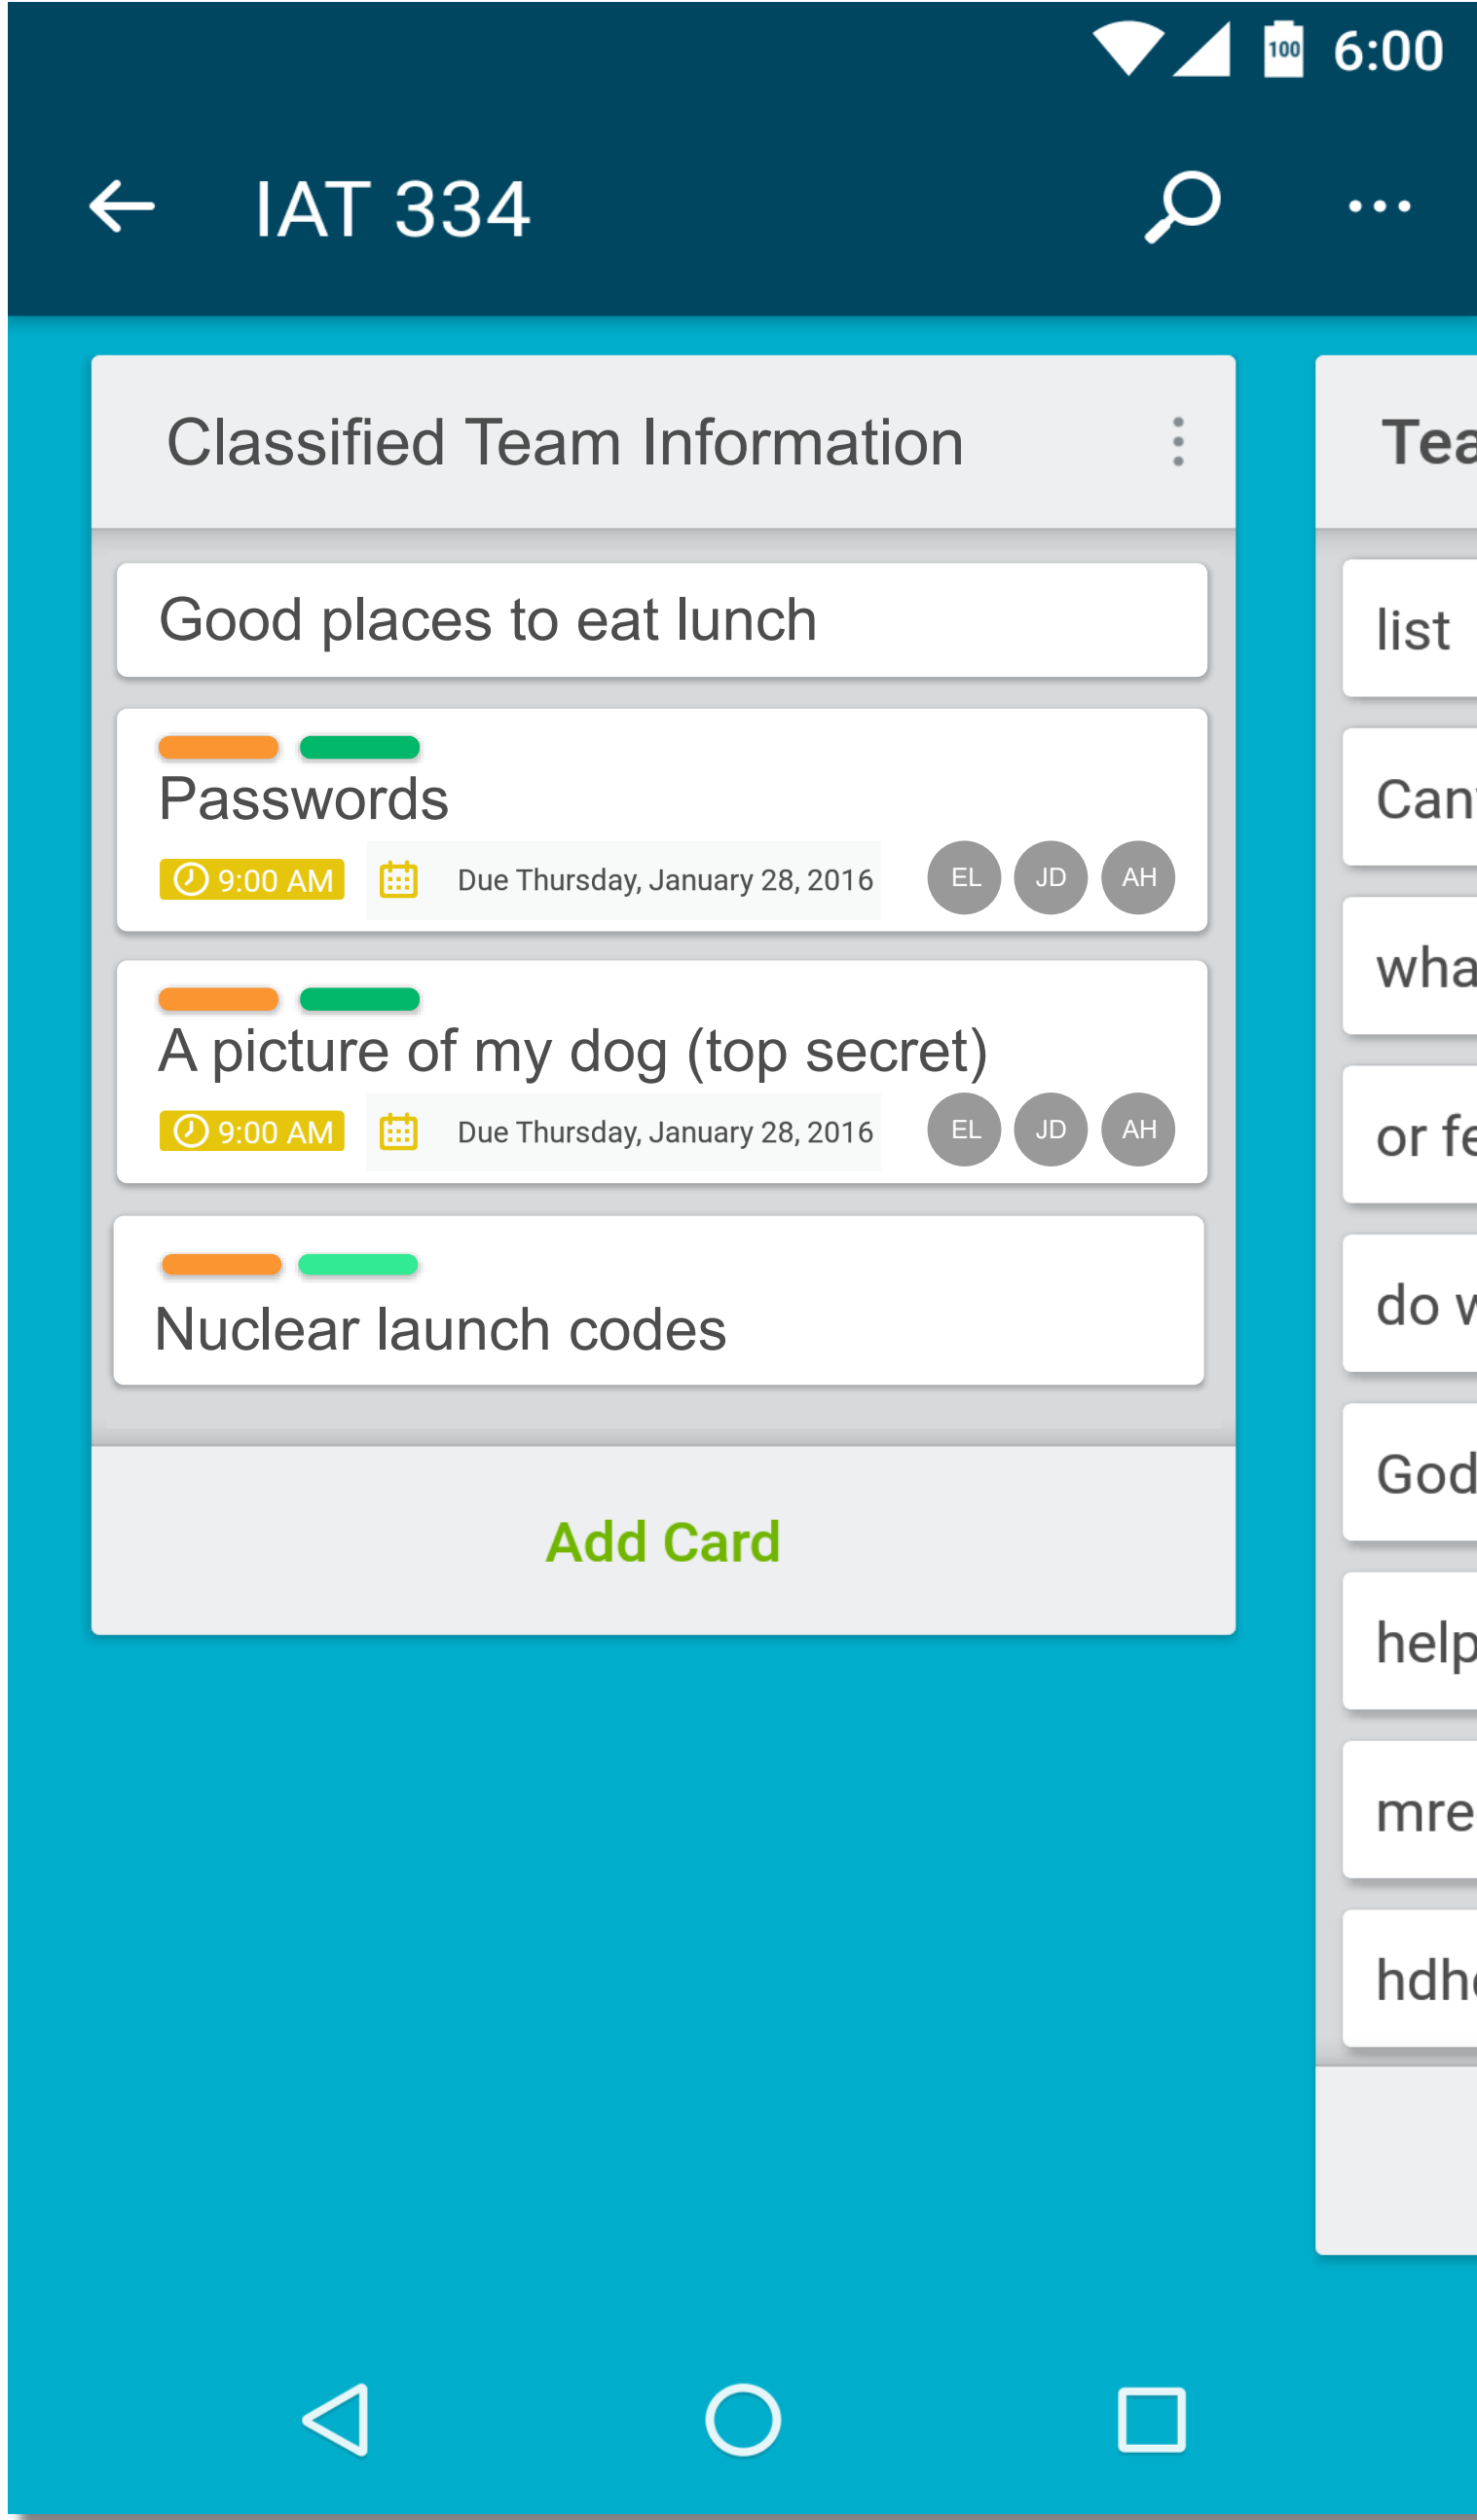 100 6:00
IAT 334
Classified Team Information
Good places to eat lunch
Passwords
9:00 AM Due Thursday, January 28, 2016 EL JD AH
A picture of my dog (top secret)
9:00 AM Due Thursday, January 28, 2016 EL JD AH
Nuclear launch codes
Add Card
list
or
do
help